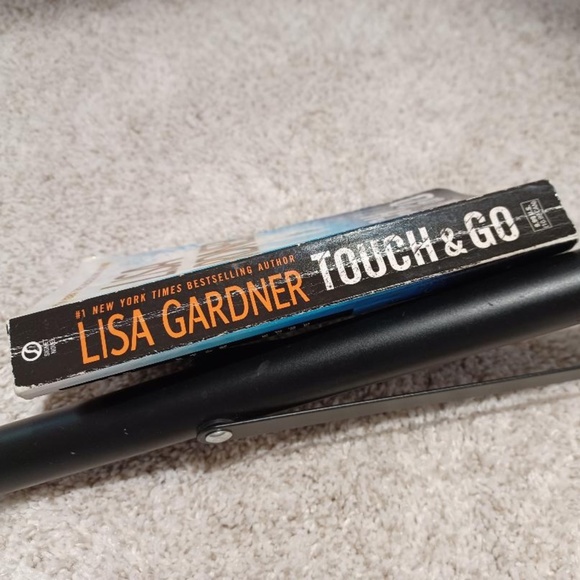 #1 NEW YORK TIMES BESTSELLING AUTHOR
LISA GARDNER
TOUCH & GO